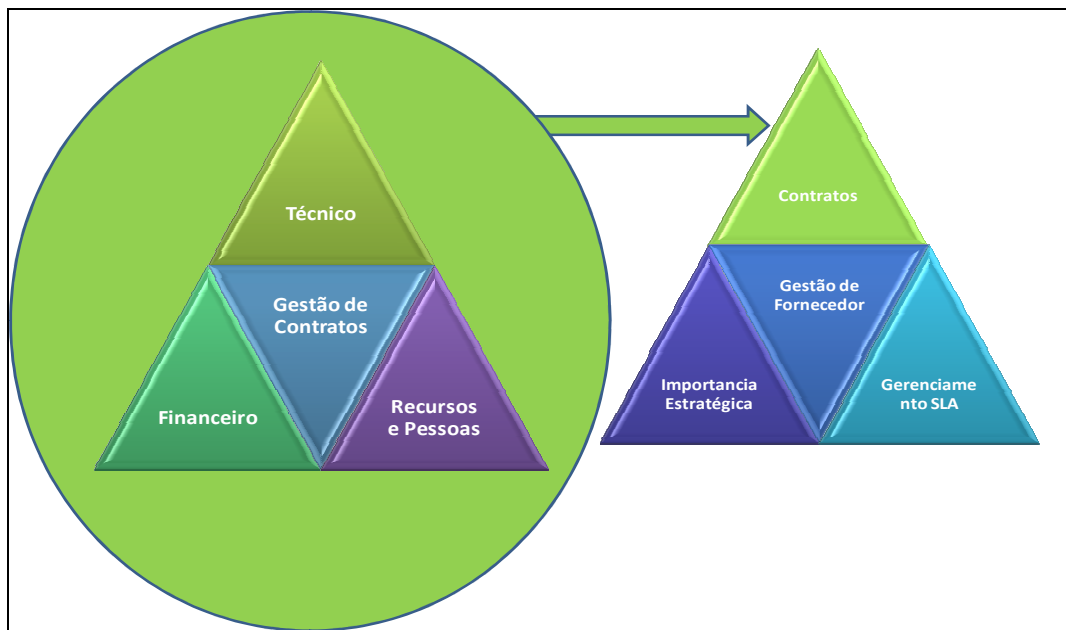 Técnico
Gestão de
Contratos
Financeiro
Recursos
e Pessoas
Contratos
Gestão de
Fornecedor
Importancia
Estratégica
Gerenciame
nto SLA